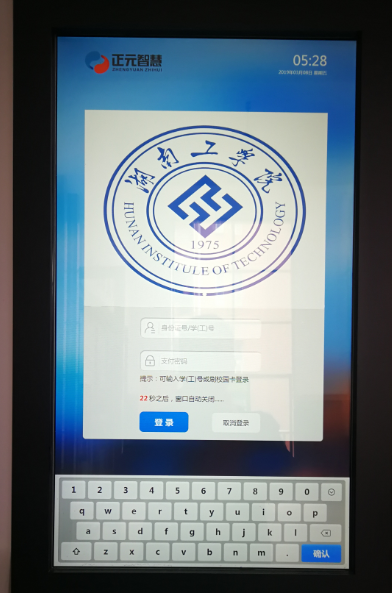 正元智慧
ZHENGYUAN ZHIHUI
05:28
湖南工学院
1975
HUNAN INSTITULE OF TECHNOLOGY
身份证号/学(工)号
支付密码
提示：可输入学(工)号或刷校园卡登录
22 秒之后，窗口自动关闭....
登 录
取消登录
1 2 3 4 5 6 7 8 9 0
q w e r t y u i o p
a s d f g h j k l
z x c v b n m . 确认